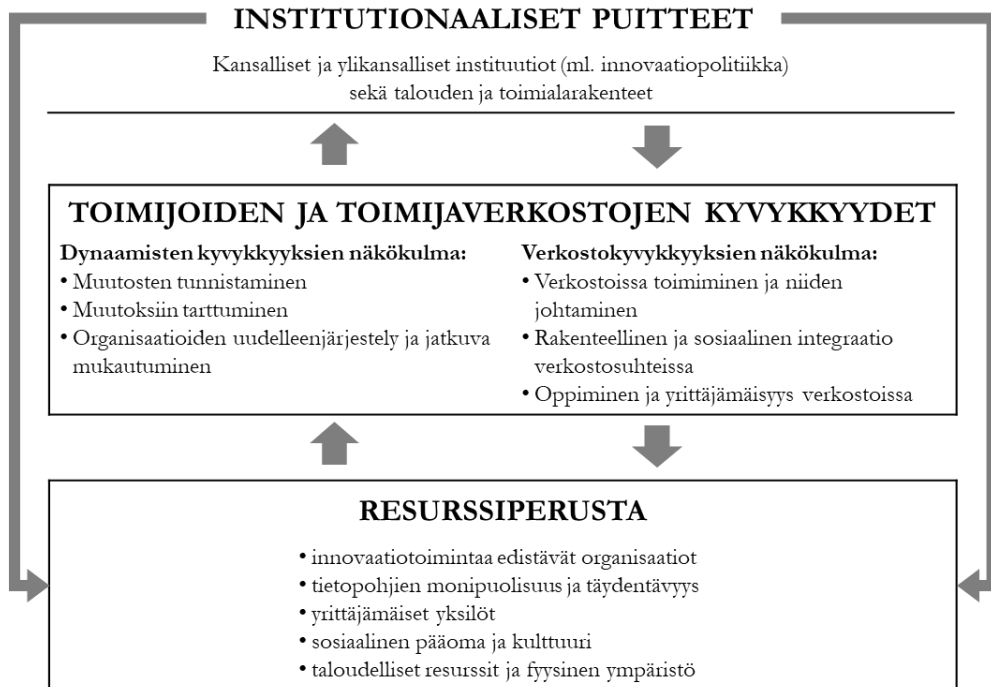 INSTITUTIONAALISET PUITTEET
Kansalliset ja ylikansalliset instituutiot (ml. innovaatiopolitiikka)
sekä talouden ja toimialarakenteet
TOIMIJOIDEN JA TOIMIJAVERKOSTOJEN KYVYKKYYDET
Dynaamisten kyvykkyyksien näkökulma:
• Muutosten tunnistaminen
• Muutoksiin tarttuminen
• Organisaatioiden uudelleenjärjestely ja jatkuva
mukautuminen
Verkostokyvykkyyksien näkökulma:
• Verkostoissa toimiminen ja niiden
johtaminen
• Rakenteellinen ja sosiaalinen integraatio
verkostosuhteissa
• Oppiminen ja yrittäjämäisyys verkostoissa
RESURSSIPERUSTA
• innovaatiotoimintaa edistävät organisaatiot
• tietopohjien monipuolisuus ja täydentävyys
• yrittäjämäiset yksilöt
• sosiaalinen pääoma ja kulttuuri
• taloudelliset resurssit ja fyysinen ympäristö